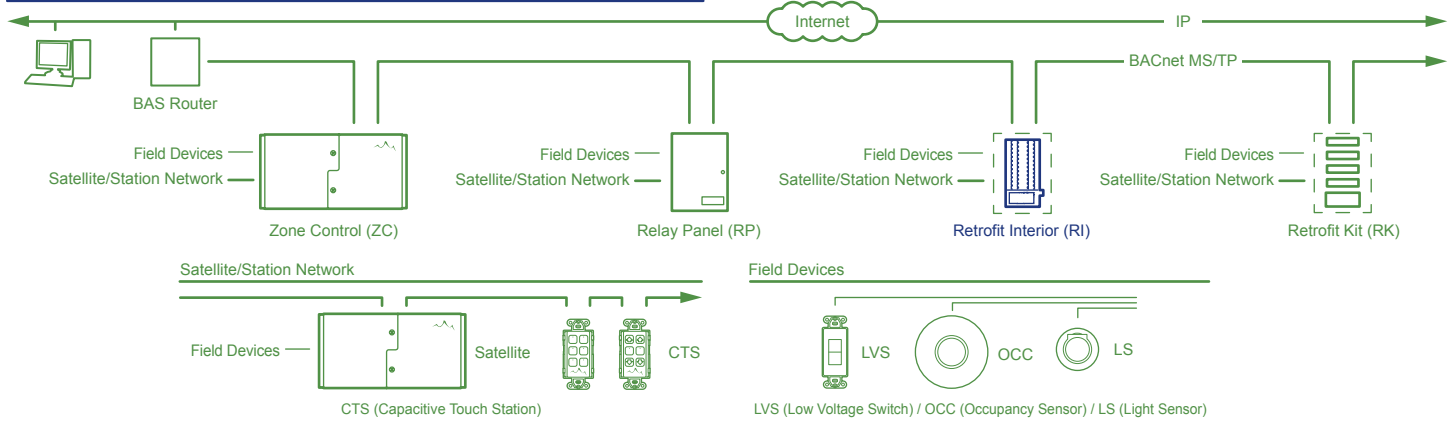 Internet
IP
BACnet MS/TP
BAS Router
Field Devices
Satellite/Station Network
Zone Control (ZC)
Field Devices
Satellite/Station Network
Relay Panel (RP)
Field Devices
Satellite/Station Network
Retrofit Interior (RI)
Field Devices
Satellite/Station Network
Retrofit Kit (RK)
Satellite/Station Network
Field Devices
Satellite
CTS
CTS (Capacitive Touch Station)
Field Devices
LVS
OCC
LS
LVS (Low Voltage Switch) / OCC (Occupancy Sensor) / LS (Light Sensor)